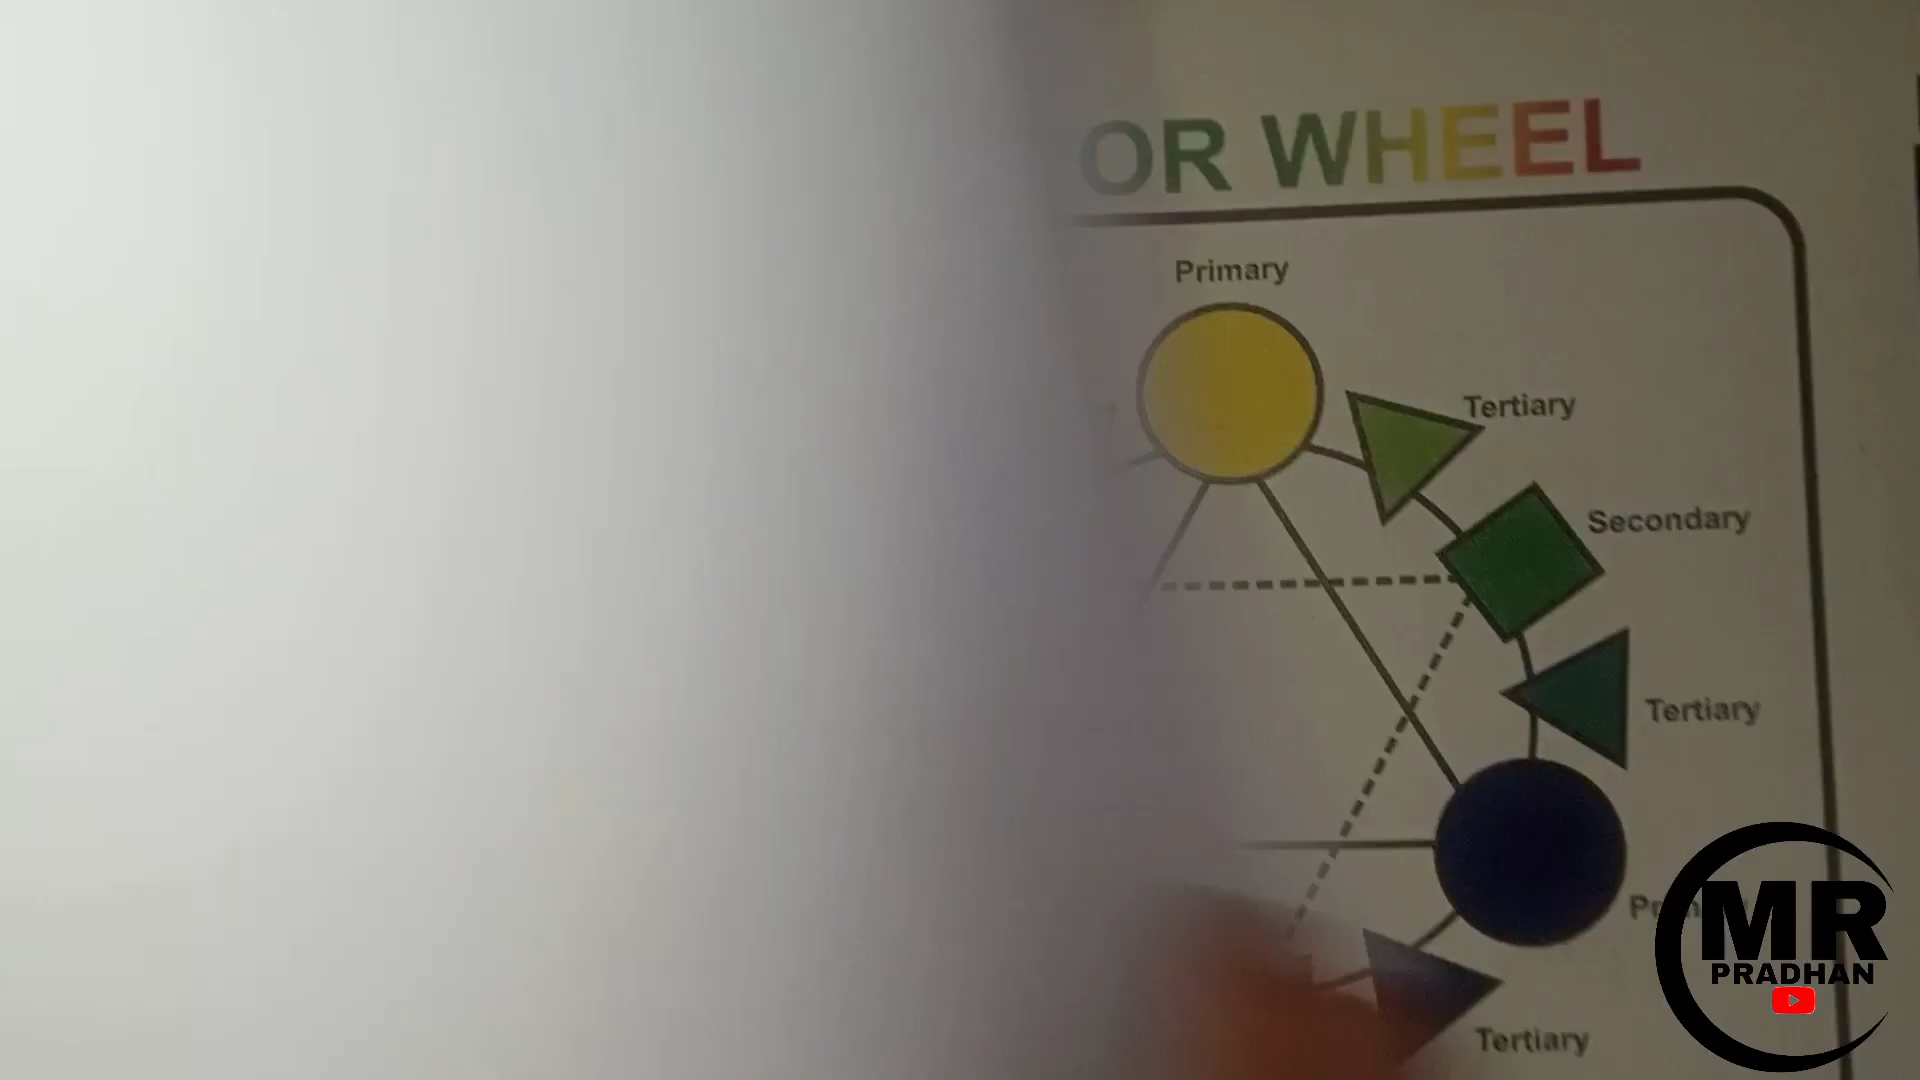 OR WHEEL
Primary
Tertiary
Secondary
Tertiary
Tertiary
MR
PRADHAN